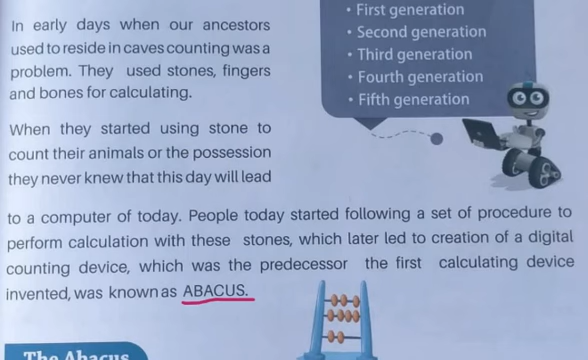 In early days when our ancestors
used to reside in caves counting was a
problem. They used stones, fingers
and bones for calculating.
When they started using stone to
count their animals or the possession
they never knew that this day will lead
• First generation
• Second generation
• Third generation
• Fourth generation
• Fifth generation
to a computer of today. People today started following a set of procedure to
perform calculation with these stones, which later led to creation of a digital
counting device, which was the predecessor the first calculating device
invented, was known as ABACUS.
The Abacus